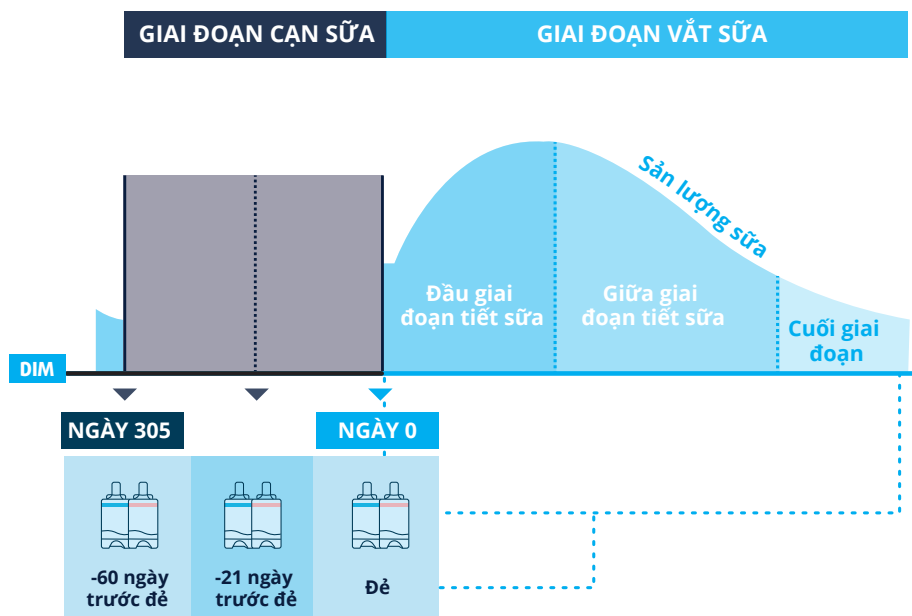 GIAI ĐOẠN CẠN SỮA
GIAI ĐOẠN VẮT SỮA
Sản lượng sữa
Đầu giai
đoạn tiết sữa
Giữa giai
đoạn tiết sữa
Cuối giai
đoạn
DIM
NGÀY 305
NGÀY 0
-60 ngày
trước đẻ
-21 ngày
trước đẻ
Đẻ